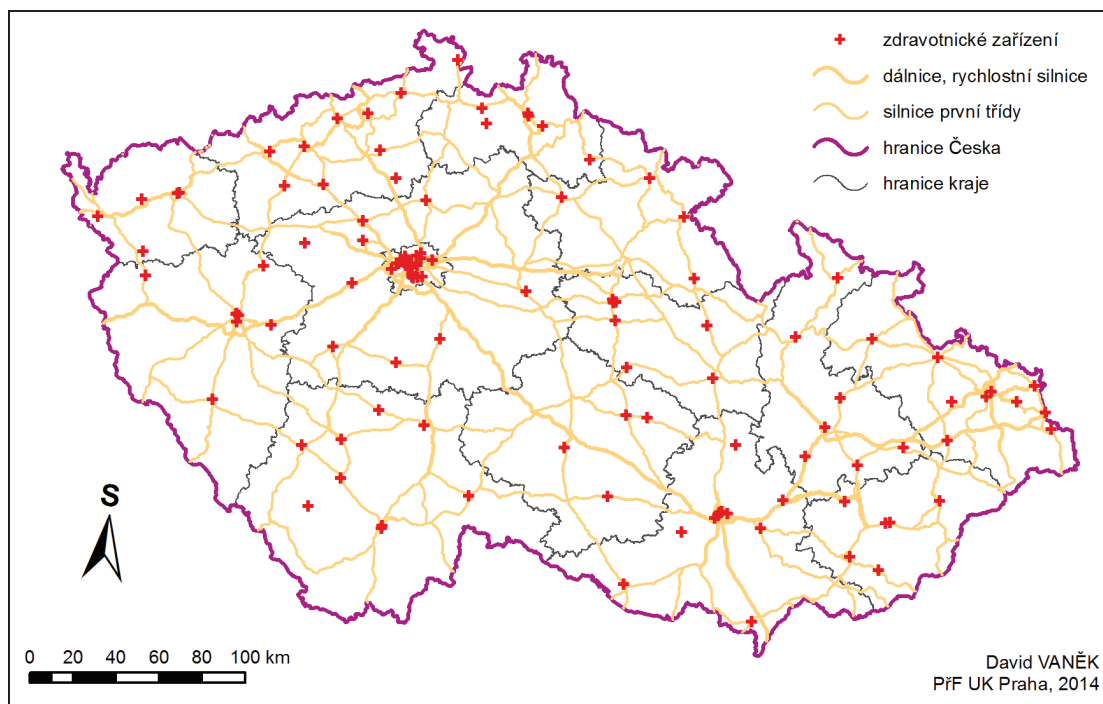 zdravotnické zařízení
dálnice, rychlostní silnice
silnice první třídy
hranice Česka
hranice kraje
S
0 20 40 60 80 100 km
David VANĚK
PřF UK Praha, 2014